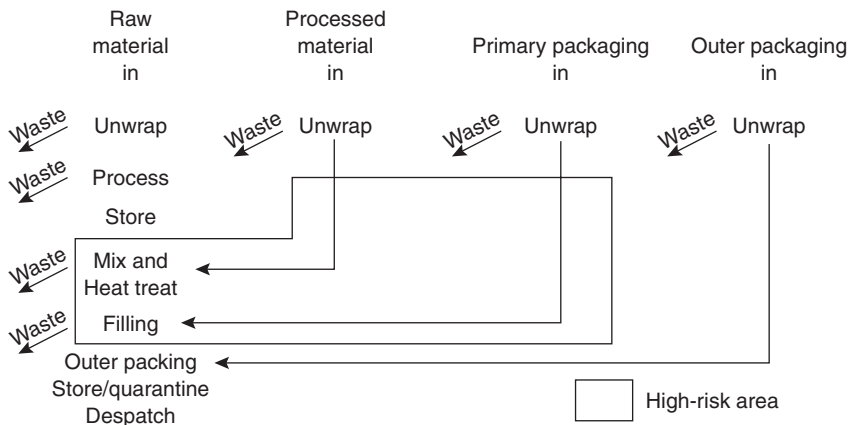 Raw
material
in
Processed
material
in
Primary packaging
in
Outer packaging
in
Waste
Unwrap
Waste
Unwrap
Waste
Unwrap
Waste
Unwrap
Waste
Process
Store
Waste
Mix and
Heat treat
Waste
Filling
Outer packing
Store/quarantine
Despatch
High-risk area